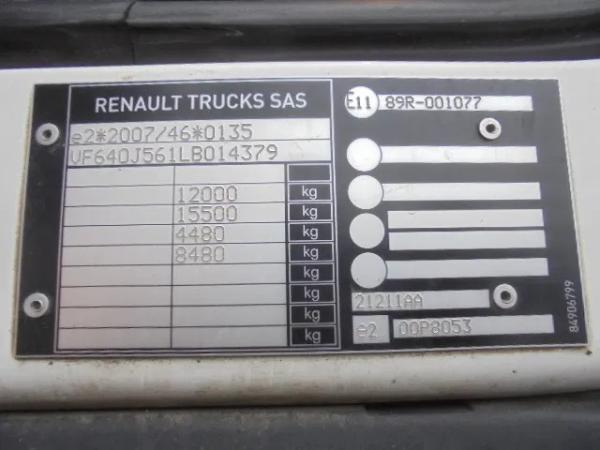 RENAULT TRUCKS SAS
e2*2007/46*0135
VF640J561LB014379
12000 kg
15500 kg
4480 kg
8480 kg
kg
kg
kg
kg
E11 89R-001077
21211AA
e2 00P8053
84906799